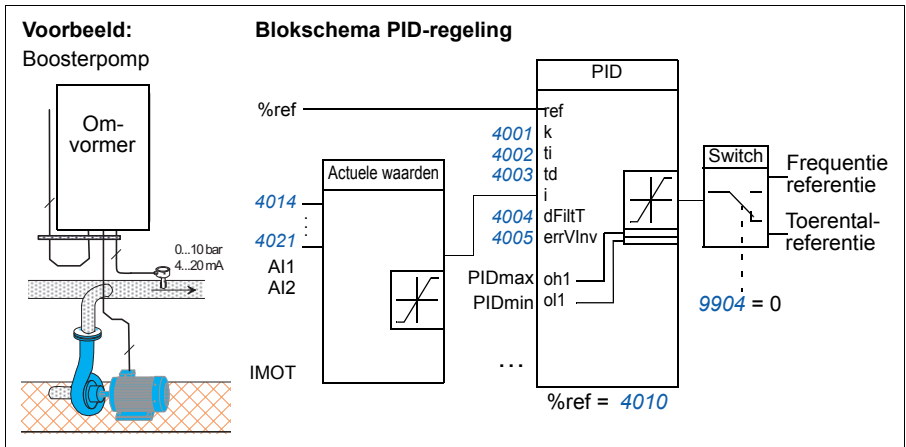 Voorbeeld:
Boosterpomp
Om-
vormer
0...10 bar
4...20 mA
Blokschema PID-regeling
%ref
Actuele waarden
4014
4021
AI1
AI2
IMOT
PID
ref
4001 k
4002 ti
4003 td
i
4004 dFiltT
4005 errVInv
PIDmax oh1
PIDmin ol1
...
%ref = 4010
Switch
Frequentie
referentie
Toerental-
referentie
9904 = 0